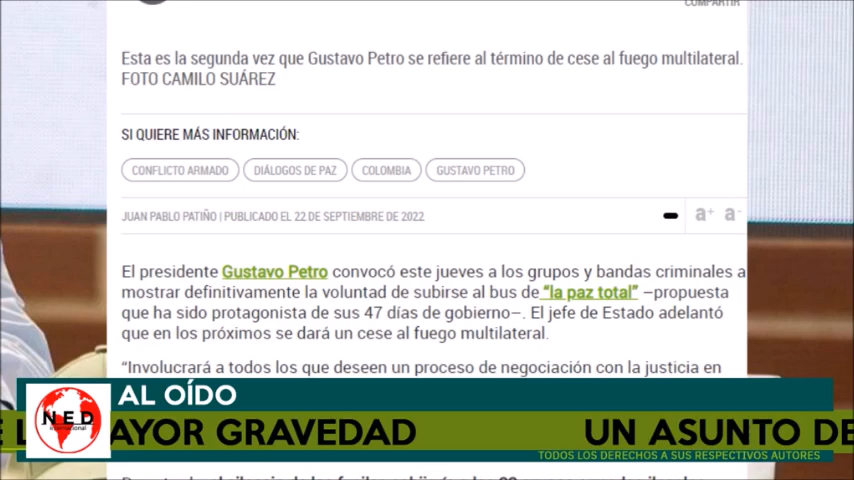 COMPARTIR
Esta es la segunda vez que Gustavo Petro se refiere al término de cese al fuego multilateral.
FOTO CAMILO SUÁREZ
SI QUIERE MÁS INFORMACIÓN:
CONFLICTO ARMADO DIÁLOGOS DE PAZ COLOMBIA GUSTAVO PETRO
JUAN PABLO PATIÑO | PUBLICADO EL 22 DE SEPTIEMBRE DE 2022
a+ a-
El presidente Gustavo Petro convocó este jueves a los grupos y bandas criminales a
mostrar definitivamente la voluntad de subirse al bus de “la paz total” –propuesta
que ha sido protagonista de sus 47 días de gobierno–. El jefe de Estado adelantó
que en los próximos se dará un cese al fuego multilateral.
“Involucrará a todos los que deseen un proceso de negociación con la justicia en
AL OÍDO
NED
international
AYOR GRAVEDAD UN ASUNTO DE
TODOS LOS DERECHOS A SUS RESPECTIVOS AUTORES